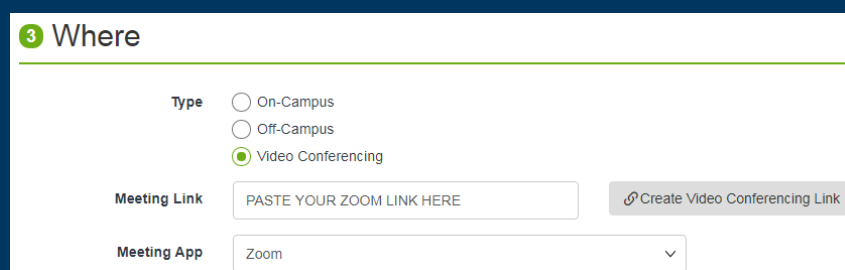 3 Where
Type
On-Campus
Off-Campus
Video Conferencing
Meeting Link PASTE YOUR ZOOM LINK HERE Create Video Conferencing Link
Meeting App Zoom